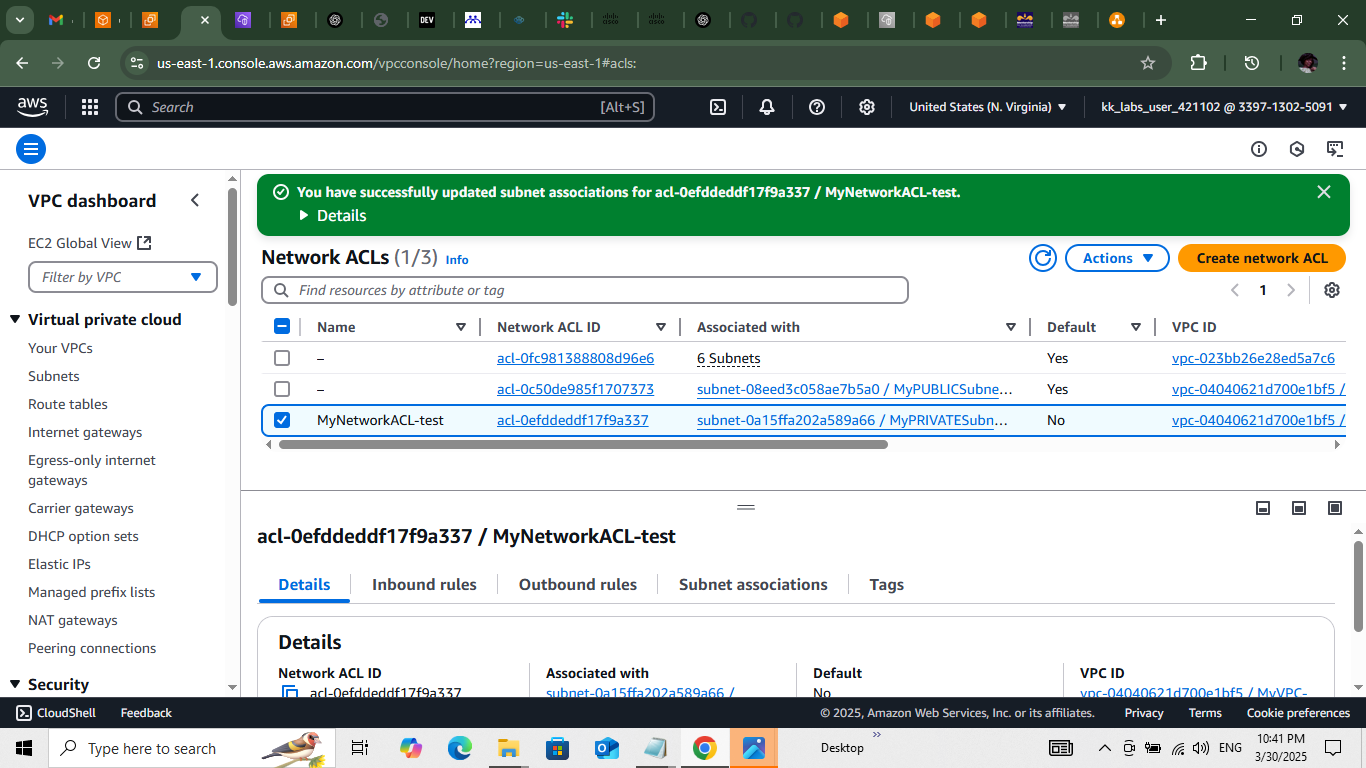 us-east-1.console.aws.amazon.com/vpcconsole/home?region=us-east-1#acls:
aws
Search
[Alt+S]
United States (N. Virginia)
kk_labs_user_421102 @ 3397-1302-5091
VPC dashboard
EC2 Global View
Filter by VPC
Virtual private cloud
Your VPCs
Subnets
Route tables
Internet gateways
Egress-only internet
gateways
Carrier gateways
DHCP option sets
Elastic IPs
Managed prefix lists
NAT gateways
Peering connections
Security
You have successfully updated subnet associations for acl-0efddeddf17f9a337 / MyNetworkACL-test.
Details
Network ACLs (1/3) Info
Actions
Create network ACL
Find resources by attribute or tag
1
Name Network ACL ID Associated with Default VPC ID
– acl-0fc981388808d96e6 6 Subnets Yes vpc-023bb26e28ed5a7c6
– acl-0c50de985f1707373 subnet-08eed3c058ae7b5a0 / MyPUBLICSubne... Yes vpc-04040621d700e1bf5 /
MyNetworkACL-test acl-0efddeddf17f9a337 subnet-0a15ffa202a589a66 / MyPRIVATESubn... No vpc-04040621d700e1bf5 /
acl-0efddeddf17f9a337 / MyNetworkACL-test
Details Inbound rules Outbound rules Subnet associations Tags
Details
Network ACL ID Associated with Default VPC ID
acl-0efddeddf17f9a337 subnet-0a15ffa202a589a66 / No vpc-04040621d700e1bf5 / MyVPC-
CloudShell Feedback © 2025, Amazon Web Services, Inc. or its affiliates. Privacy Terms Cookie preferences
Type here to search
Desktop
ENG
10:41 PM
3/30/2025